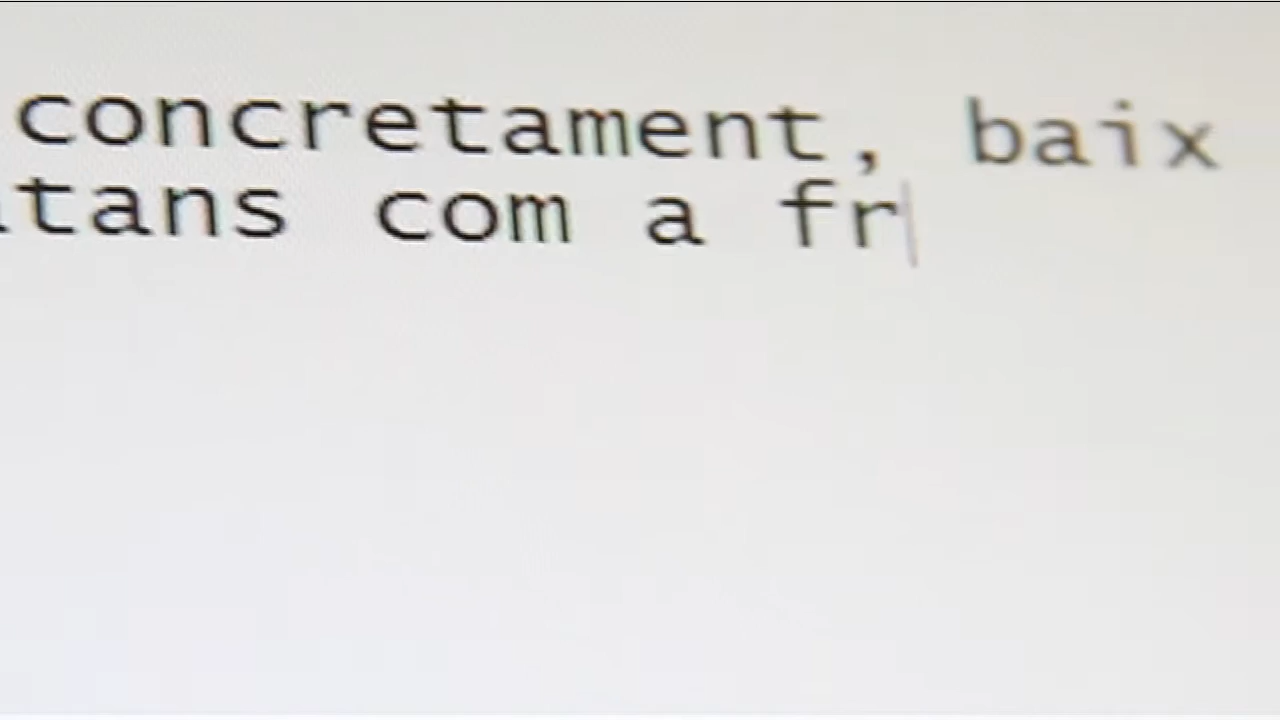 concretament, baix
tans com a fr